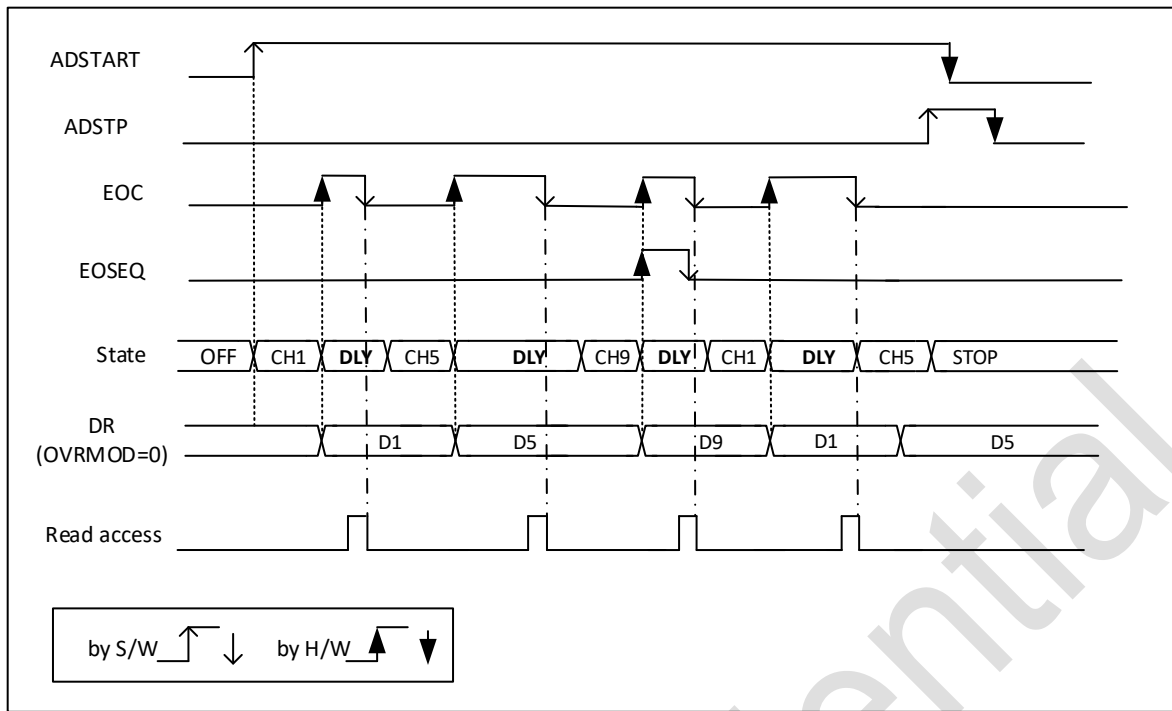 ADSTART
ADSTP
EOC
EOSEQ
State OFF CH1 DLY CH5 DLY CH9 DLY CH1 DLY CH5 STOP
DR
(OVRMOD=0)
D1 D5 D9 D1 D5
Read access
by S/W by H/W
ential